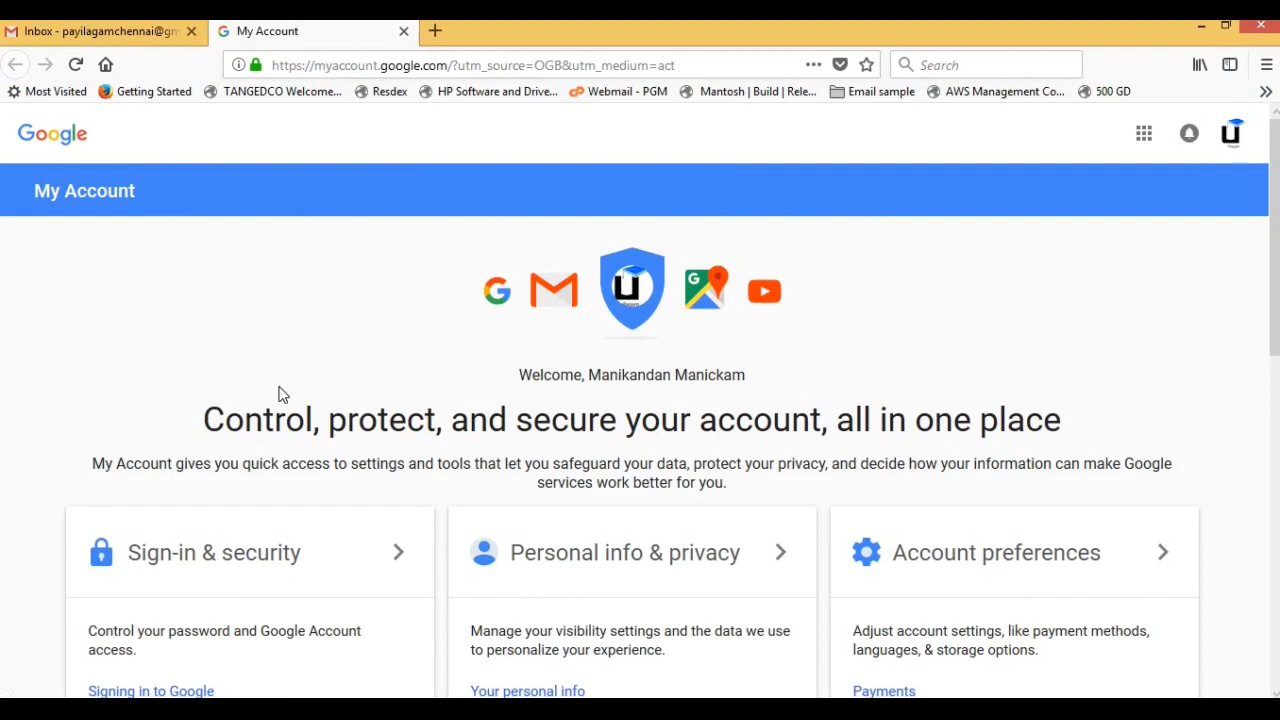 Inbox - payilagamchennai@gm
My Account
https://myaccount.google.com/?utm_source=OGB&utm_medium=act
Search
Most Visited
Getting Started
TANGEDCO Welcome...
Resdex
HP Software and Drive...
Webmail - PGM
Mantosh | Build | Rele...
Email sample
AWS Management Co...
500 GD
Google
My Account
Welcome, Manikandan Manickam
Control, protect, and secure your account, all in one place
My Account gives you quick access to settings and tools that let you safeguard your data, protect your privacy, and decide how your information can make Google
services work better for you.
Sign-in & security
Control your password and Google Account
access.
Signing in to Google
Personal info & privacy
Manage your visibility settings and the data we use
to personalize your experience.
Your personal info
Account preferences
Adjust account settings, like payment methods,
languages, & storage options.
Payments